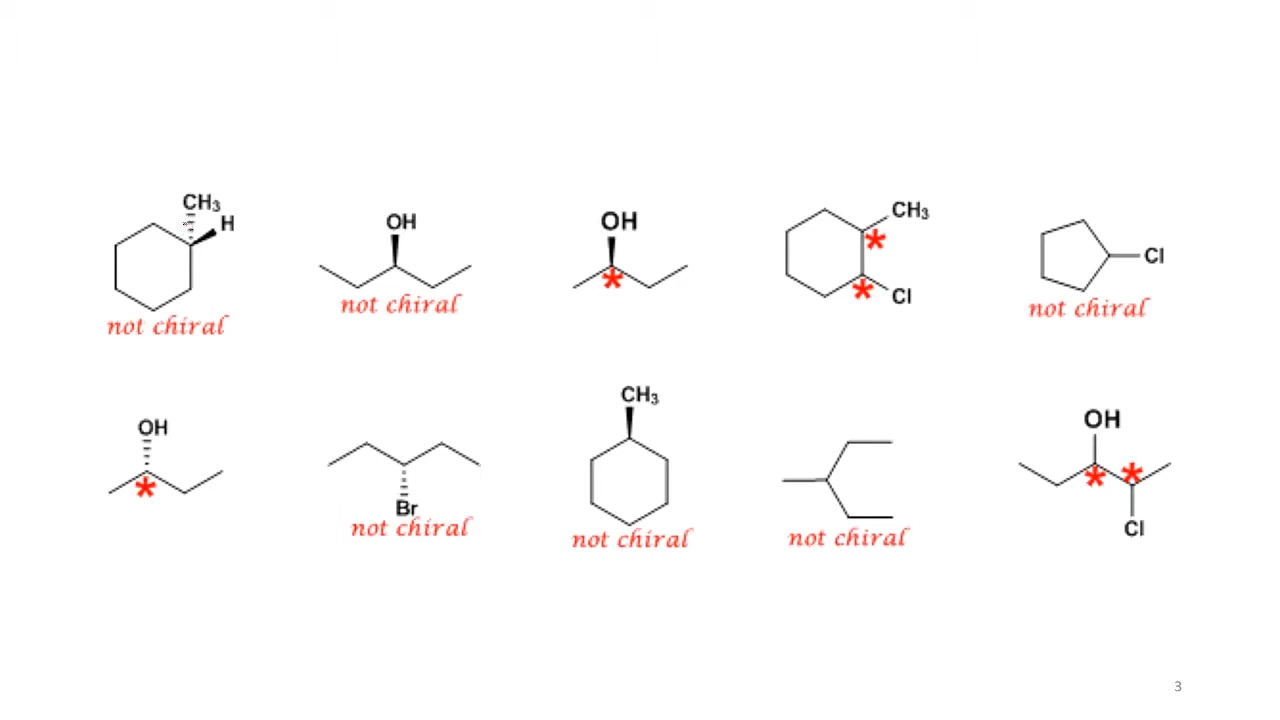 CH₃
H
not chiral
OH
not chiral
OH
*
CH₃
*
*
Cl
Cl
not chiral
OH
*
Br
not chiral
CH₃
not chiral
not chiral
OH
*
*
Cl
3